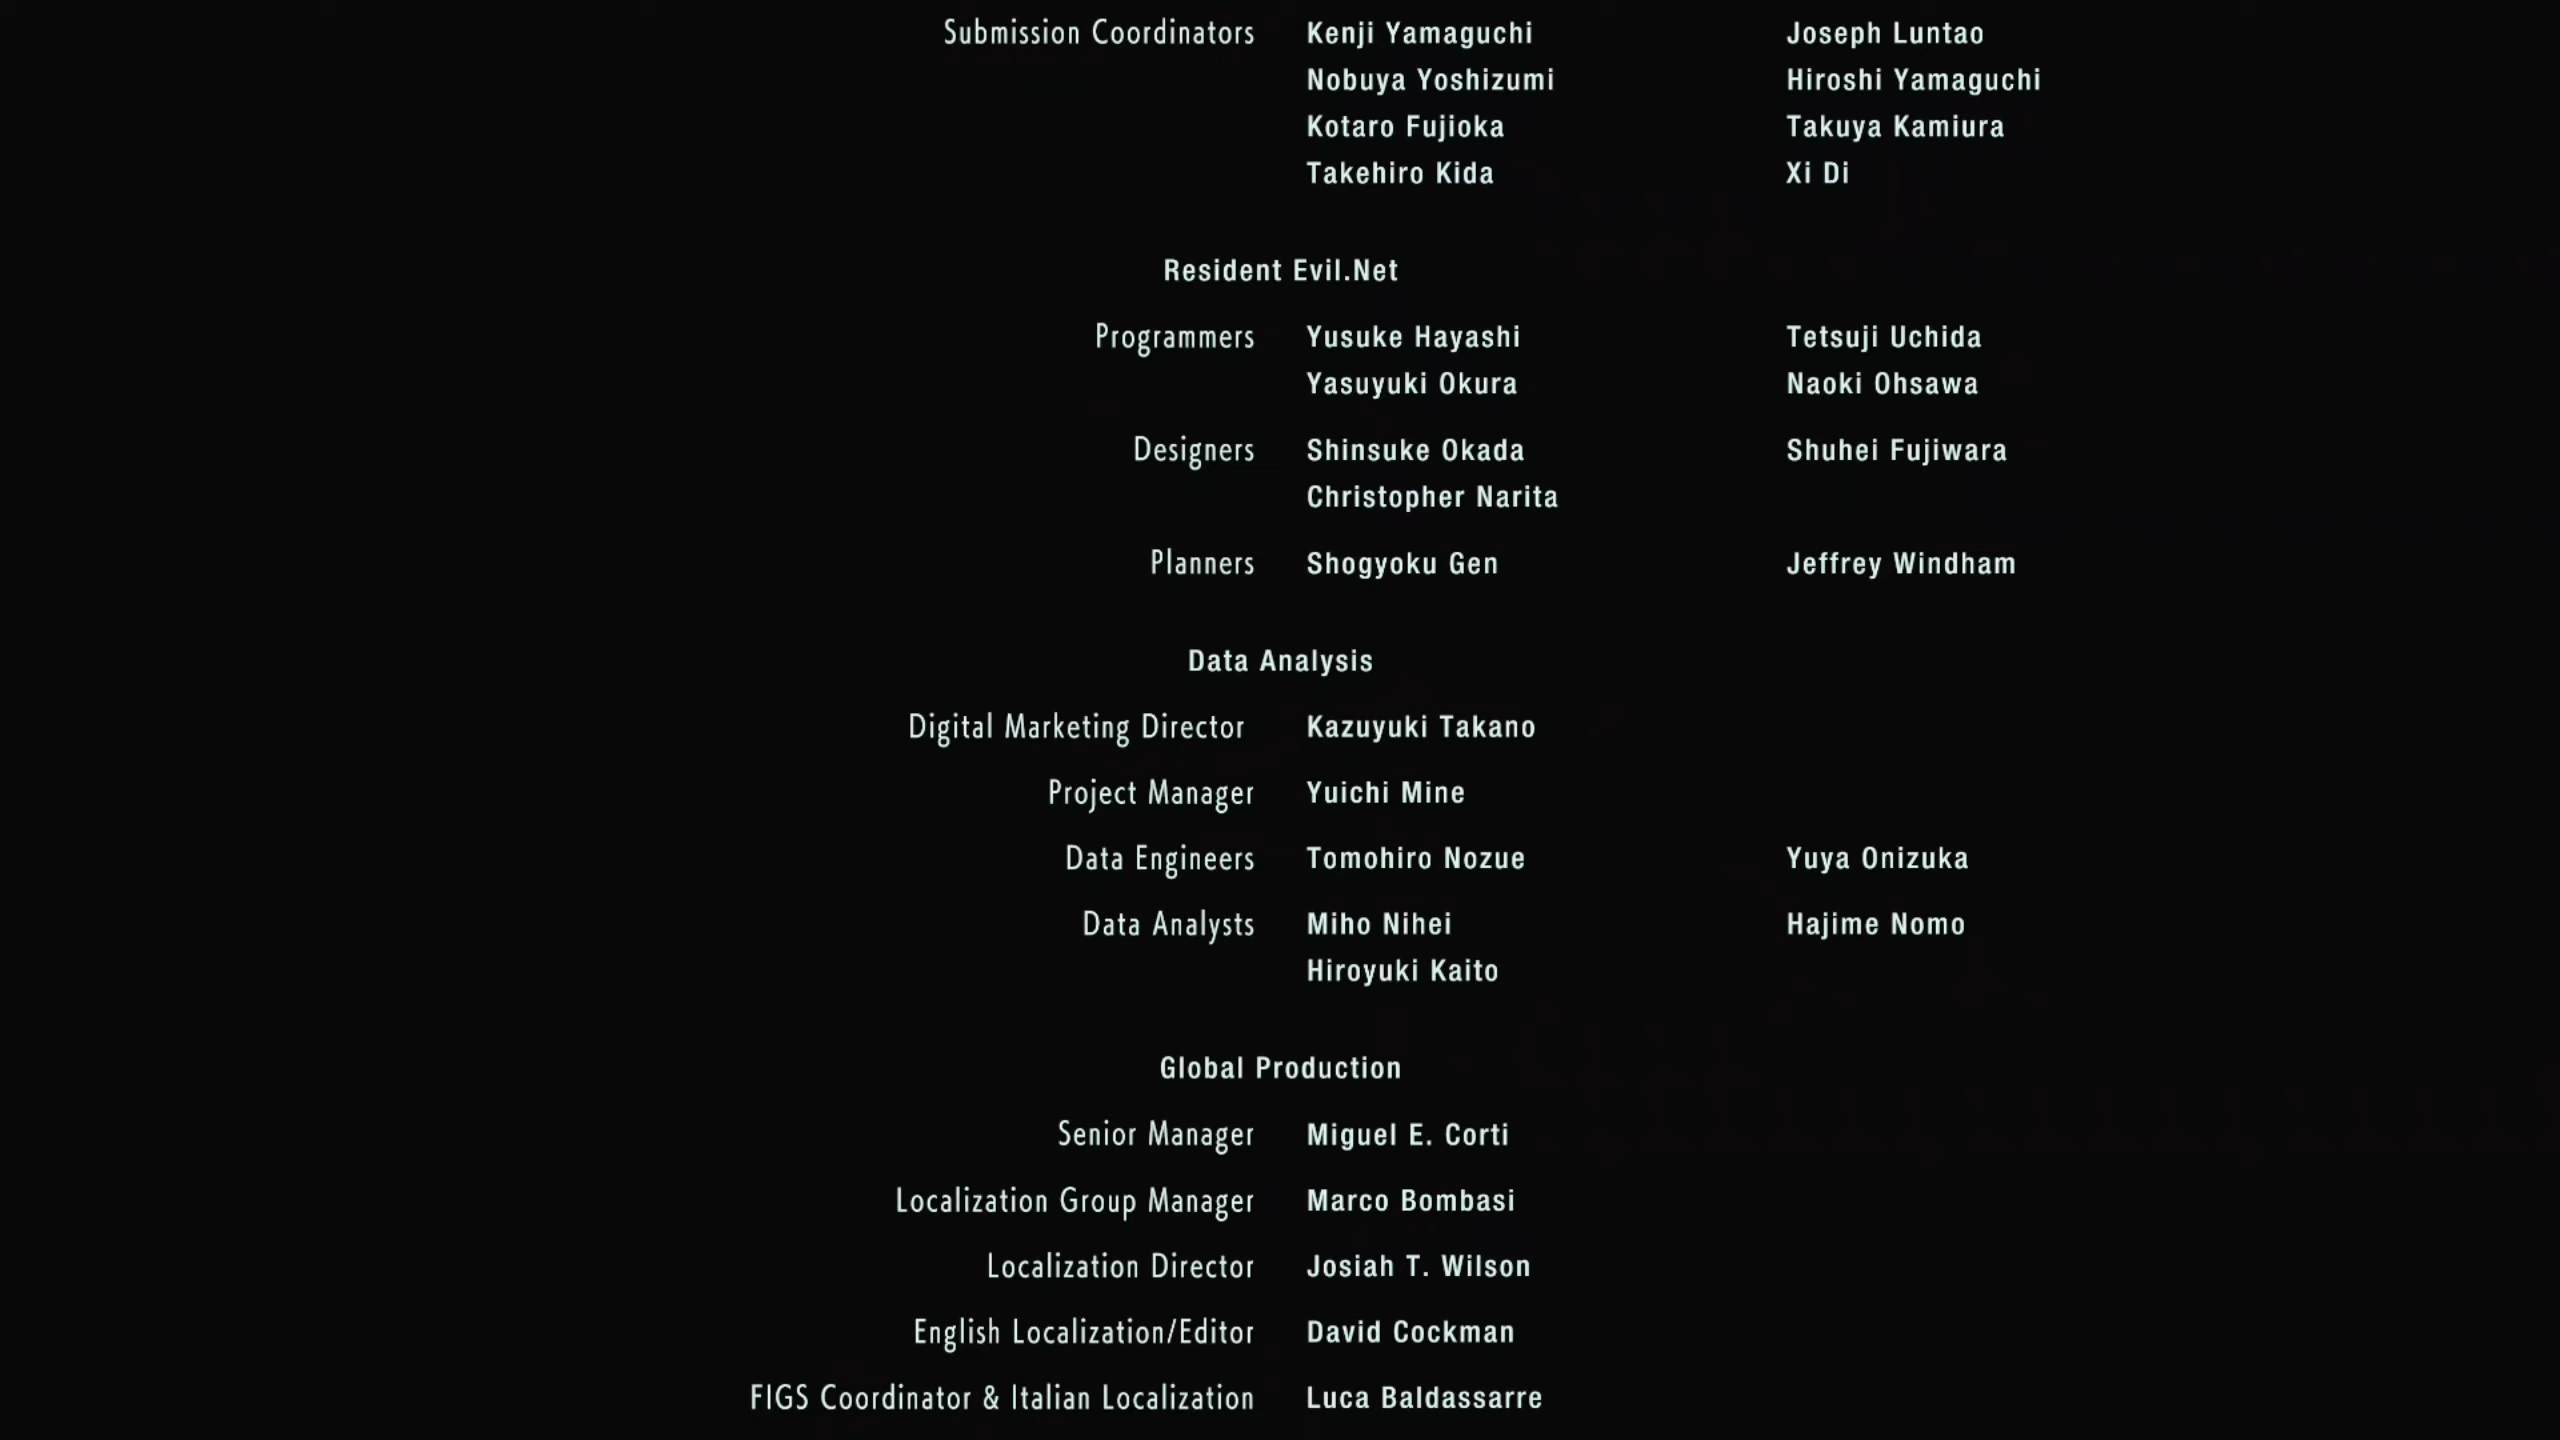 Submission Coordinators Kenji Yamaguchi Joseph Luntao
Nobuya Yoshizumi Hiroshi Yamaguchi
Kotaro Fujioka Takuya Kamiura
Takehiro Kida Xi Di
Resident Evil.Net
Programmers Yusuke Hayashi Tetsuji Uchida
Yasuyuki Okura Naoki Ohsawa
Designers Shinsuke Okada Shuhei Fujiwara
Christopher Narita
Planners Shogyoku Gen Jeffrey Windham
Data Analysis
Digital Marketing Director Kazuyuki Takano
Project Manager Yuichi Mine
Data Engineers Tomohiro Nozue Yuya Onizuka
Data Analysts Miho Nihei Hajime Nomo
Hiroyuki Kaito
Global Production
Senior Manager Miguel E. Corti
Localization Group Manager Marco Bombasi
Localization Director Josiah T. Wilson
English Localization/Editor David Cockman
FIGS Coordinator & Italian Localization Luca Baldassarre